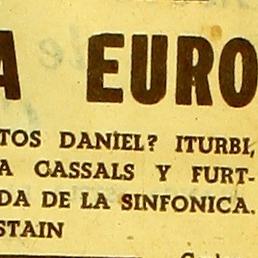 A EURO
TOS DANIEL? ITURBI,
A CASSALS Y FURT-
DA DE LA SINFONICA.
STAIN